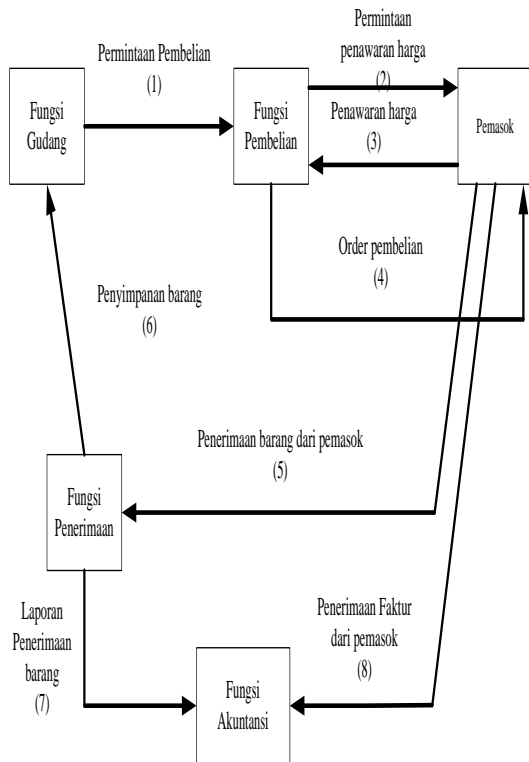 Permintaan Pembelian
(1)
Permintaan
penawaran harga
(2)
Fungsi
Gudang
Fungsi
Pembelian
Pemasok
Penawaran harga
(3)
Order pembelian
(4)
Penyimpanan barang
(6)
Penerimaan barang dari pemasok
(5)
Fungsi
Penerimaan
Laporan
Penerimaan
barang
(7)
Penerimaan Faktur
dari pemasok
(8)
Fungsi
Akuntansi